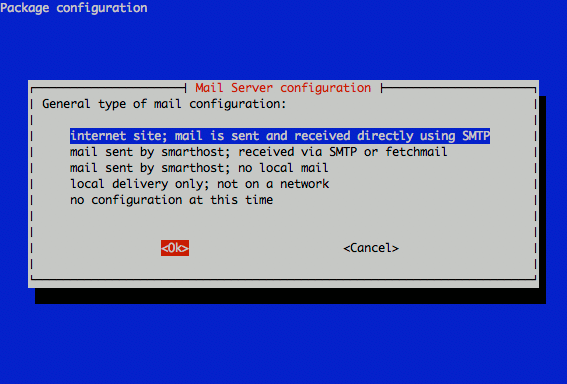 Package configuration
Mail Server configuration
General type of mail configuration:
internet site; mail is sent and received directly using SMTP
mail sent by smarthost; received via SMTP or fetchmail
mail sent by smarthost; no local mail
local delivery only; not on a network
no configuration at this time
<Ok> <Cancel>